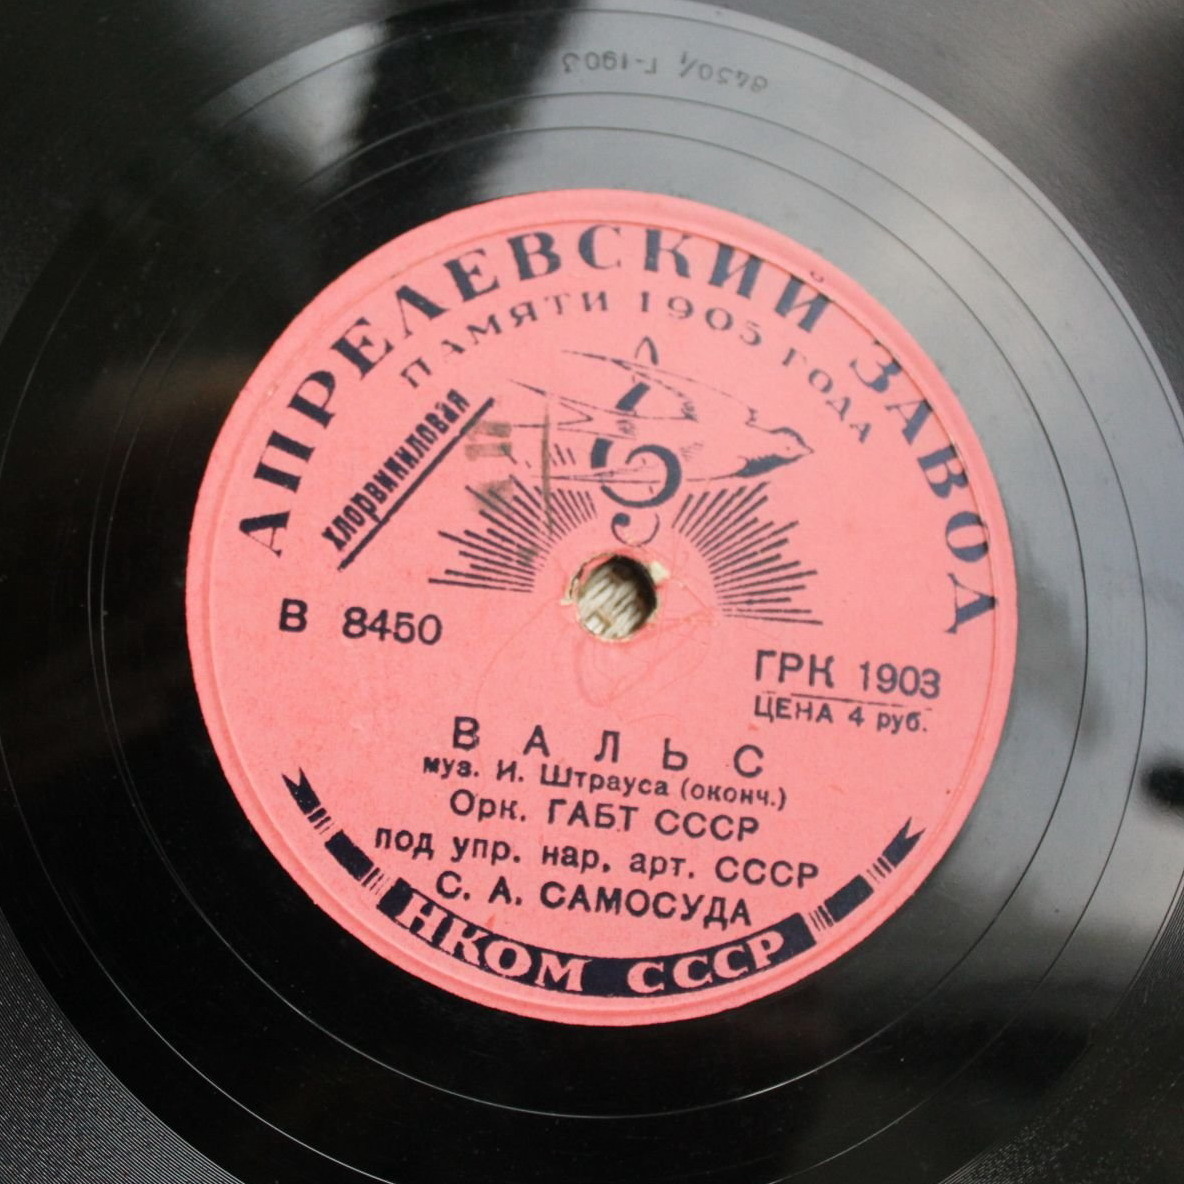 8450/1 Г-1903
АПРЕЛЕВСКИЙ ЗАВОД
ПАМЯТИ 1905 ГОДА
хлорвиниловая
В 8450
ГРК 1903
ЦЕНА 4 руб.
ВАЛЬС
муз. И. Штрауса (оконч.)
Орк. ГАБТ СССР
под упр. нар. арт. СССР
С. А. САМОСУДА
НКОМ СССР